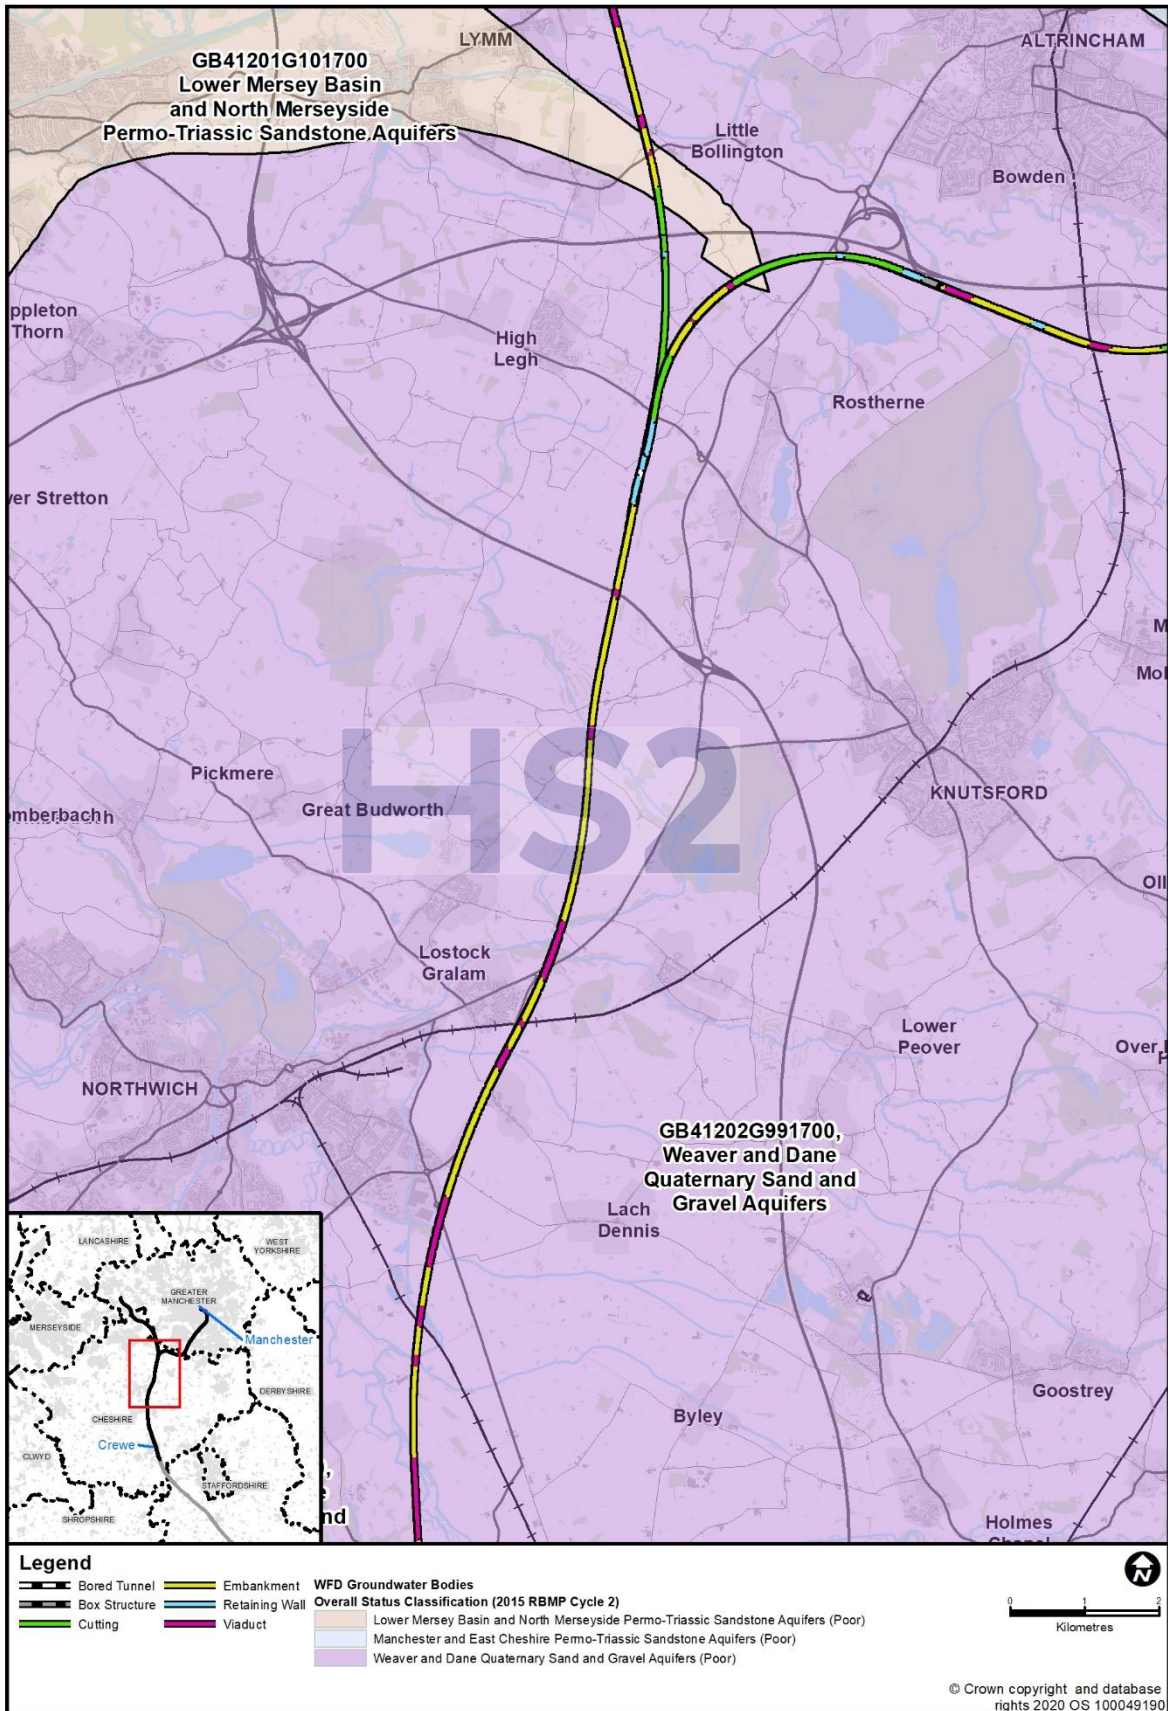 LYMM
ALTRINCHAM
GB41201G101700
Lower Mersey Basin
and North Merseyside
Permo-Triassic Sandstone Aquifers
Little
Bollington
Bowden
ppleton
Thorn
High
Legh
Rostherne
ver Stretton
M
Mol
HS2
Pickmere
Great Budworth
KNUTSFORD
Oll
Lostock
Gralam
Lower
Peover
Over
NORTHWICH
GB41202G991700,
Weaver and Dane
Quaternary Sand and
Gravel Aquifers
Lach
Dennis
LANCASHIRE
WEST
YORKSHIRE
GREATER
MANCHESTER
MERSEYSIDE
Manchester
DERBYSHIRE
CHESHIRE
Crewe
CLWYD
STAFFORDSHIRE
SHROPSHIRE
nd
Byley
Goostrey
Holmes
Legend
Bored Tunnel
Box Structure
Cutting
Embankment
Retaining Wall
Viaduct
WFD Groundwater Bodies
Overall Status Classification (2015 RBMP Cycle 2)
Lower Mersey Basin and North Merseyside Permo-Triassic Sandstone Aquifers (Poor)
Manchester and East Cheshire Permo-Triassic Sandstone Aquifers (Poor)
Weaver and Dane Quaternary Sand and Gravel Aquifers (Poor)
N
0 1 2
Kilometres
© Crown copyright and database
rights 2020 OS 100049190